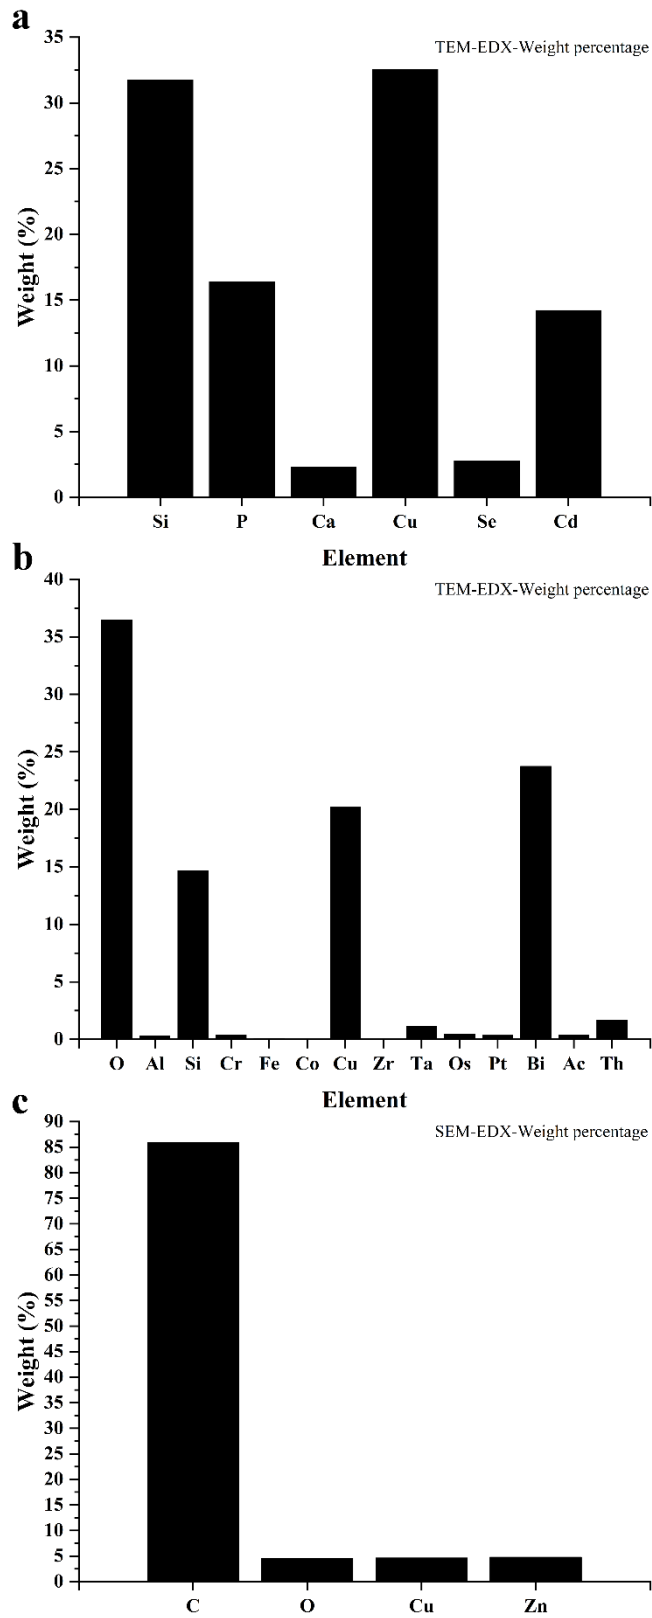 a
TEM-EDX-Weight percentage
35
30
25
20
15
10
5
0
Weight (%)
Si P Ca Cu Se Cd
Element
b
TEM-EDX-Weight percentage
40
35
30
25
20
15
10
5
0
Weight (%)
O Al Si Cr Fe Co Cu Zr Ta Os Pt Bi Ac Th
Element
c
SEM-EDX-Weight percentage
90
85
80
75
70
65
60
55
50
45
40
35
30
25
20
15
10
5
0
Weight (%)
C O Cu Zn